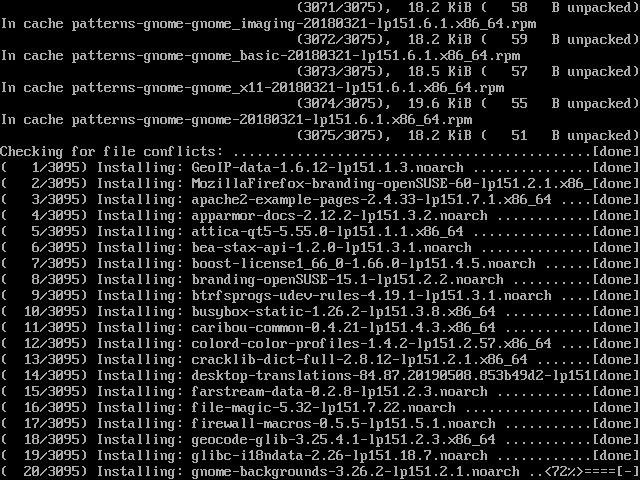 (3071/3075),  18.2 KiB (   58   B unpacked)
In cache patterns-gnome-gnome_imaging-20180321-lp151.6.1.x86_64.rpm
(3072/3075),  18.2 KiB (   59   B unpacked)
In cache patterns-gnome-gnome_basic-20180321-lp151.6.1.x86_64.rpm
(3073/3075),  18.5 KiB (   57   B unpacked)
In cache patterns-gnome-gnome_x11-20180321-lp151.6.1.x86_64.rpm
(3074/3075),  19.6 KiB (   55   B unpacked)
In cache patterns-gnome-gnome-20180321-lp151.6.1.x86_64.rpm
(3075/3075),  18.2 KiB (   51   B unpacked)
Checking for file conflicts: .............................................[done]
(   1/3095) Installing: GeoIP-data-1.6.12-lp151.1.3.noarch ...............[done]
(   2/3095) Installing: MozillaFirefox-branding-openSUSE-60-lp151.2.1.x86_[done]
(   3/3095) Installing: apache2-example-pages-2.4.33-lp151.7.1.x86_64 ....[done]
(   4/3095) Installing: apparmor-docs-2.12.2-lp151.3.2.noarch ............[done]
(   5/3095) Installing: attica-qt5-5.55.0-lp151.1.1.x86_64 ...............[done]
(   6/3095) Installing: bea-stax-api-1.2.0-lp151.3.1.noarch ..............[done]
(   7/3095) Installing: boost-license1_66_0-1.66.0-lp151.4.5.noarch ......[done]
(   8/3095) Installing: branding-openSUSE-15.1-lp151.2.2.noarch ..........[done]
(   9/3095) Installing: btrfsprogs-udev-rules-4.19.1-lp151.3.1.noarch ....[done]
(  10/3095) Installing: busybox-static-1.26.2-lp151.3.8.x86_64 ...........[done]
(  11/3095) Installing: caribou-common-0.4.21-lp151.4.3.x86_64 ...........[done]
(  12/3095) Installing: colord-color-profiles-1.4.2-lp151.2.57.x86_64 ....[done]
(  13/3095) Installing: cracklib-dict-full-2.8.12-lp151.2.1.x86_64 .......[done]
(  14/3095) Installing: desktop-translations-84.87.20190508.853b49d2-lp151[done]
(  15/3095) Installing: farstream-data-0.2.8-lp151.2.3.noarch ............[done]
(  16/3095) Installing: file-magic-5.32-lp151.7.22.noarch ................[done]
(  17/3095) Installing: firewall-macros-0.5.5-lp151.5.1.noarch ...........[done]
(  18/3095) Installing: geocode-glib-3.25.4.1-lp151.2.3.x86_64 ...........[done]
(  19/3095) Installing: glibc-i18ndata-2.26-lp151.18.7.noarch ............[done]
(  20/3095) Installing: gnome-backgrounds-3.26.2-lp151.2.1.noarch ..<72%>====[-]